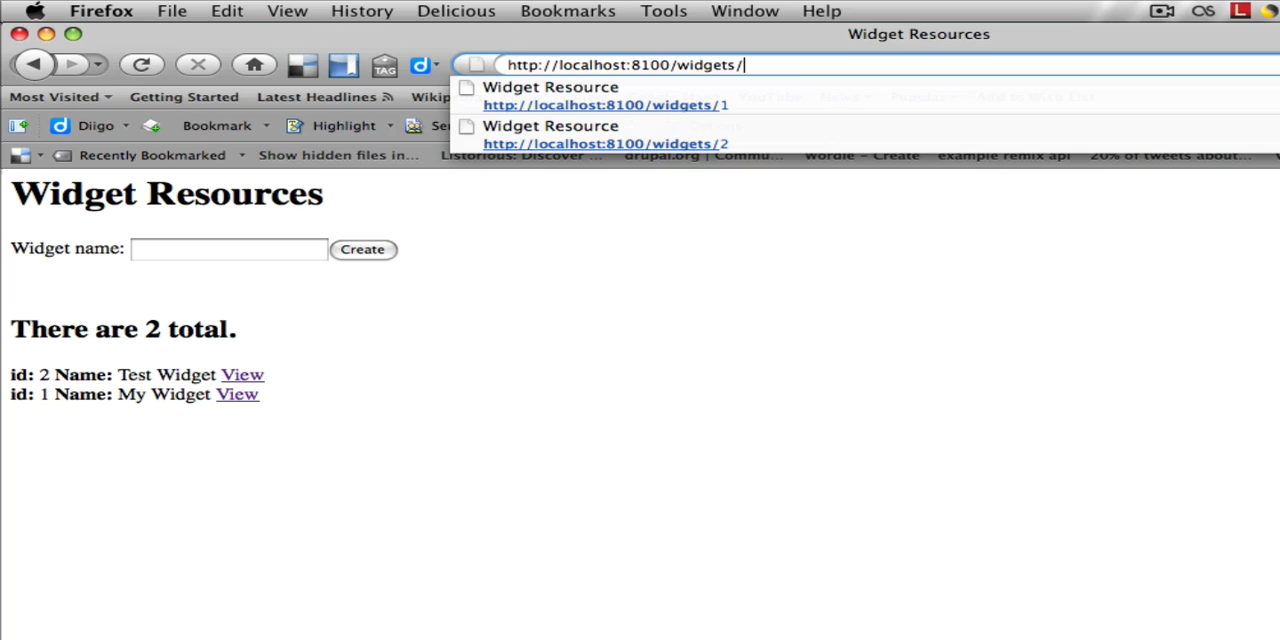 Firefox File Edit View History Delicious Bookmarks Tools Window Help
Widget Resources
TAG http://localhost:8100/widgets/
Widget Resource
http://localhost:8100/widgets/1
Most Visited Getting Started Latest Headlines Wikip
Widget Resource
http://localhost:8100/widgets/2
Diigo Bookmark Highlight Se
Recently Bookmarked Show hidden files in... Listorious: Discover ... drupal.org | Commu... Wordle - Create example remix api 20% of tweets about...
Widget Resources
Widget name: Create
There are 2 total.
id: 2 Name: Test Widget View
id: 1 Name: My Widget View